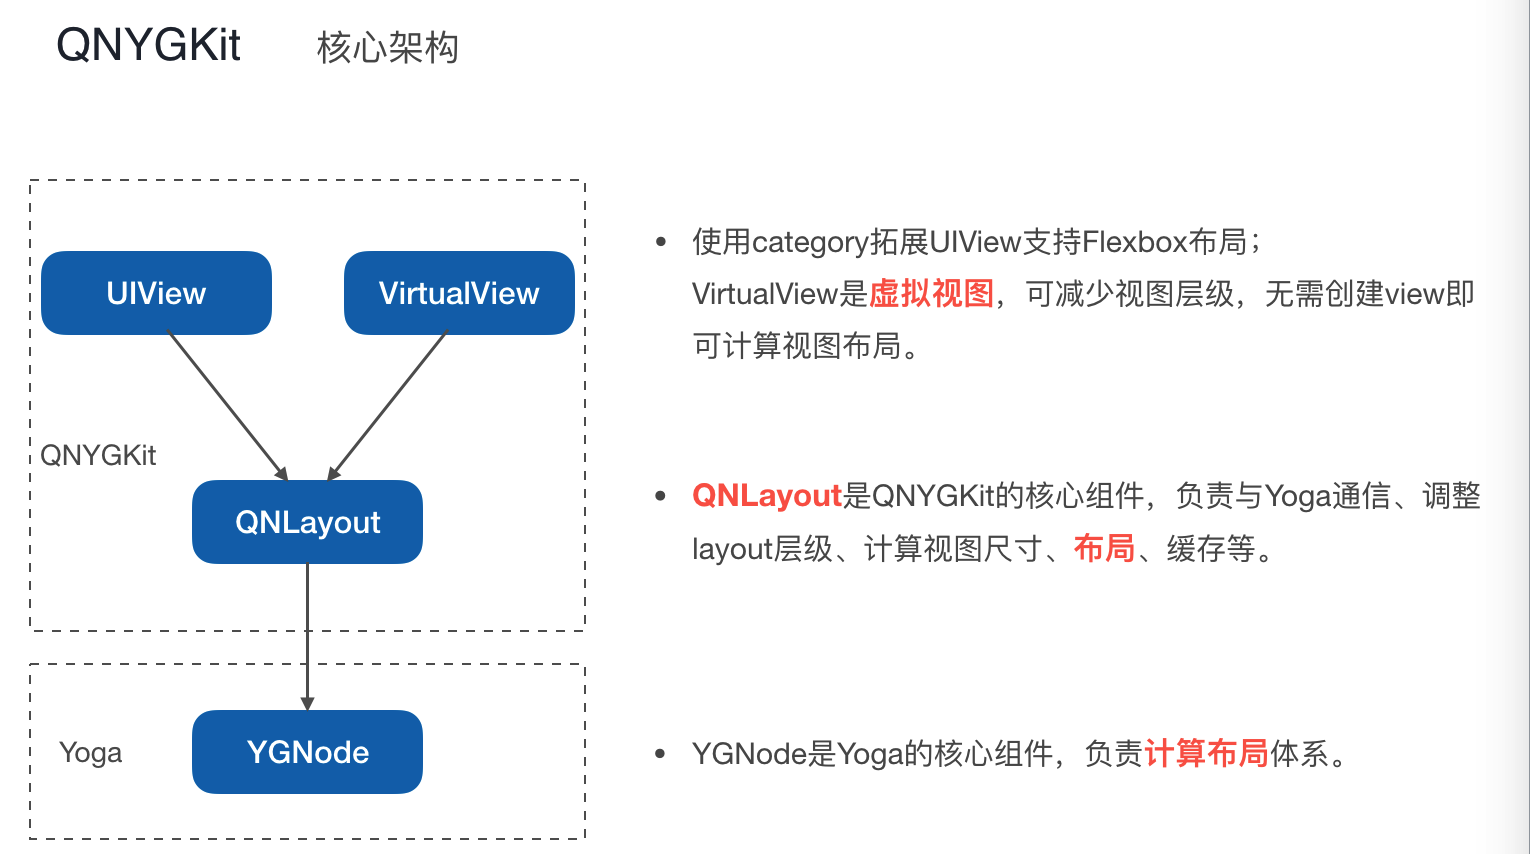 QNYGKit 核心架构
UIView
VirtualView
QNYGKit
QNLayout
Yoga
YGNode
使用category拓展UIView支持Flexbox布局；
VirtualView是虚拟视图，可减少视图层级，无需创建view即
可计算视图布局。
QNLayout是QNYGKit的核心组件，负责与Yoga通信、调整
layout层级、计算视图尺寸、布局、缓存等。
YGNode是Yoga的核心组件，负责计算布局体系。